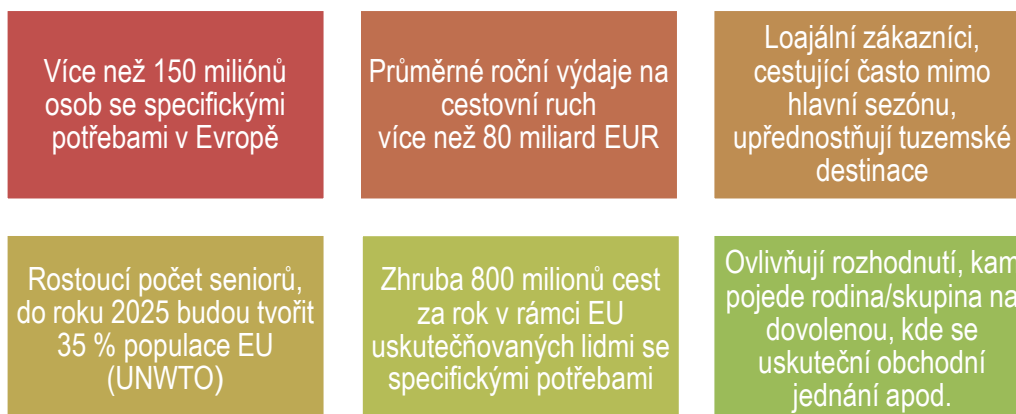 Více než 150 miliónů
osob se specifickými
potřebami v Evropě
Průměrné roční výdaje na
cestovní ruch
více než 80 miliard EUR
Loajální zákazníci,
cestující často mimo
hlavní sezónu,
upřednostňují tuzemské
destinace
Rostoucí počet seniorů,
do roku 2025 budou tvořit
35 % populace EU
(UNWTO)
Zhruba 800 milionů cest
za rok v rámci EU
uskutečňovaných lidmi se
specifickými potřebami
Ovlivňují rozhodnutí, kam
pojede rodina/skupina na
dovolenou, kde se
uskuteční obchodní
jednání apod.